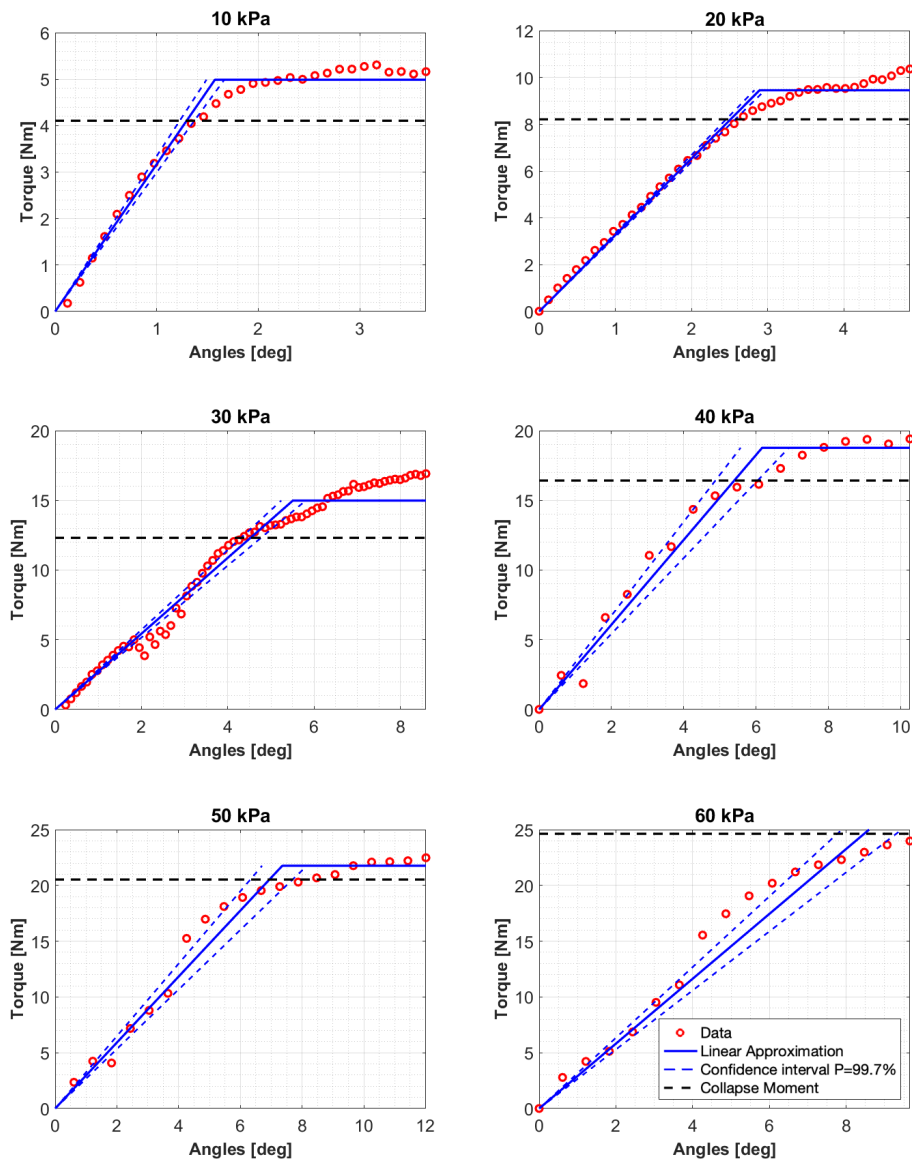 10 kPa
6
5
4
3
2
1
0
Torque [Nm]
0 1 2 3
Angles [deg]
20 kPa
12
10
8
6
4
2
0
Torque [Nm]
0 1 2 3 4
Angles [deg]
30 kPa
20
15
10
5
0
Torque [Nm]
0 2 4 6 8
Angles [deg]
40 kPa
20
15
10
5
0
Torque [Nm]
0 2 4 6 8 10
Angles [deg]
50 kPa
25
20
15
10
5
0
Torque [Nm]
0 2 4 6 8 10 12
Angles [deg]
60 kPa
25
20
15
10
5
0
Torque [Nm]
Data
Linear Approximation
Confidence interval P=99.7%
Collapse Moment
0 2 4 6 8
Angles [deg]